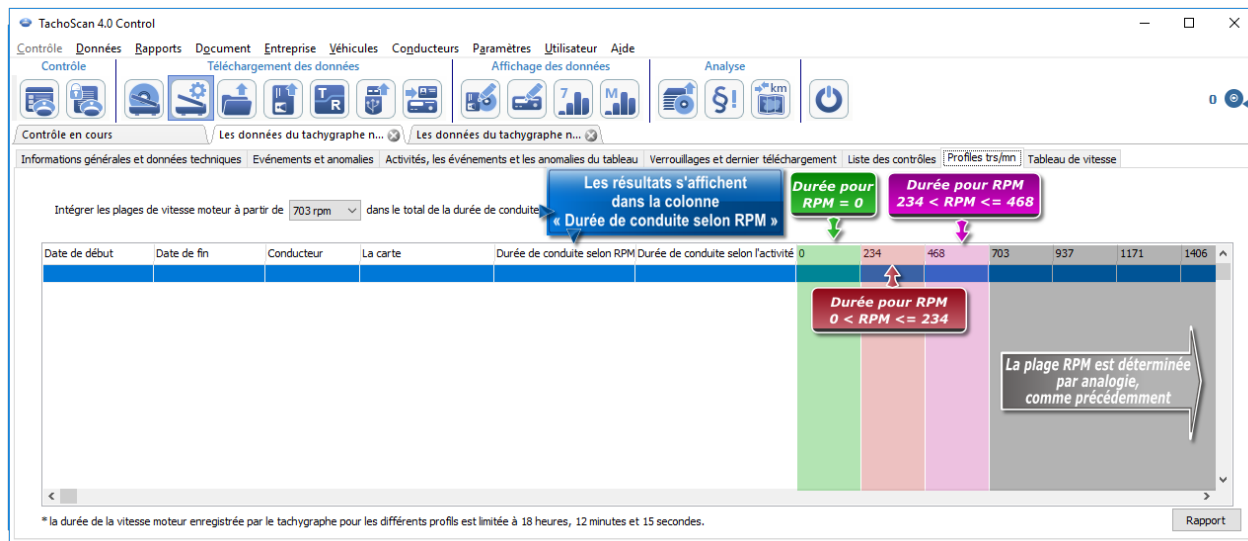 TachoScan 4.0 Control
Contrôle Données Rapports Document Entreprise Véhicules Conducteurs Paramètres Utilisateur Ajde
Contrôle Téléchargement des données Affichage des données Analyse
T R 7 M §! km
0
Contrôle en cours Les données du tachygraphe n... Les données du tachygraphe n...
Informations générales et données techniques Evénements et anomalies Activités, les événements et les anomalies du tableau Verrouillages et dernier téléchargement Liste des contrôles Profiles trs/mn Tableau de vitesse
Les résultats s'affichent
dans la colonne
« Durée de conduite selon RPM »
Durée pour
RPM = 0
Durée pour RPM
234 < RPM <= 468
Intégrer les plages de vitesse moteur à partir de 703 rpm dans le total de la durée de conduite
Date de début Date de fin Conducteur La carte Durée de conduite selon RPM Durée de conduite selon l'activité 0 234 468 703 937 1171 1406
Durée pour RPM
0 < RPM <= 234
La plage RPM est déterminée
par analogie,
comme précédemment
* la durée de la vitesse moteur enregistrée par le tachygraphe pour les différents profils est limitée à 18 heures, 12 minutes et 15 secondes.
Rapport